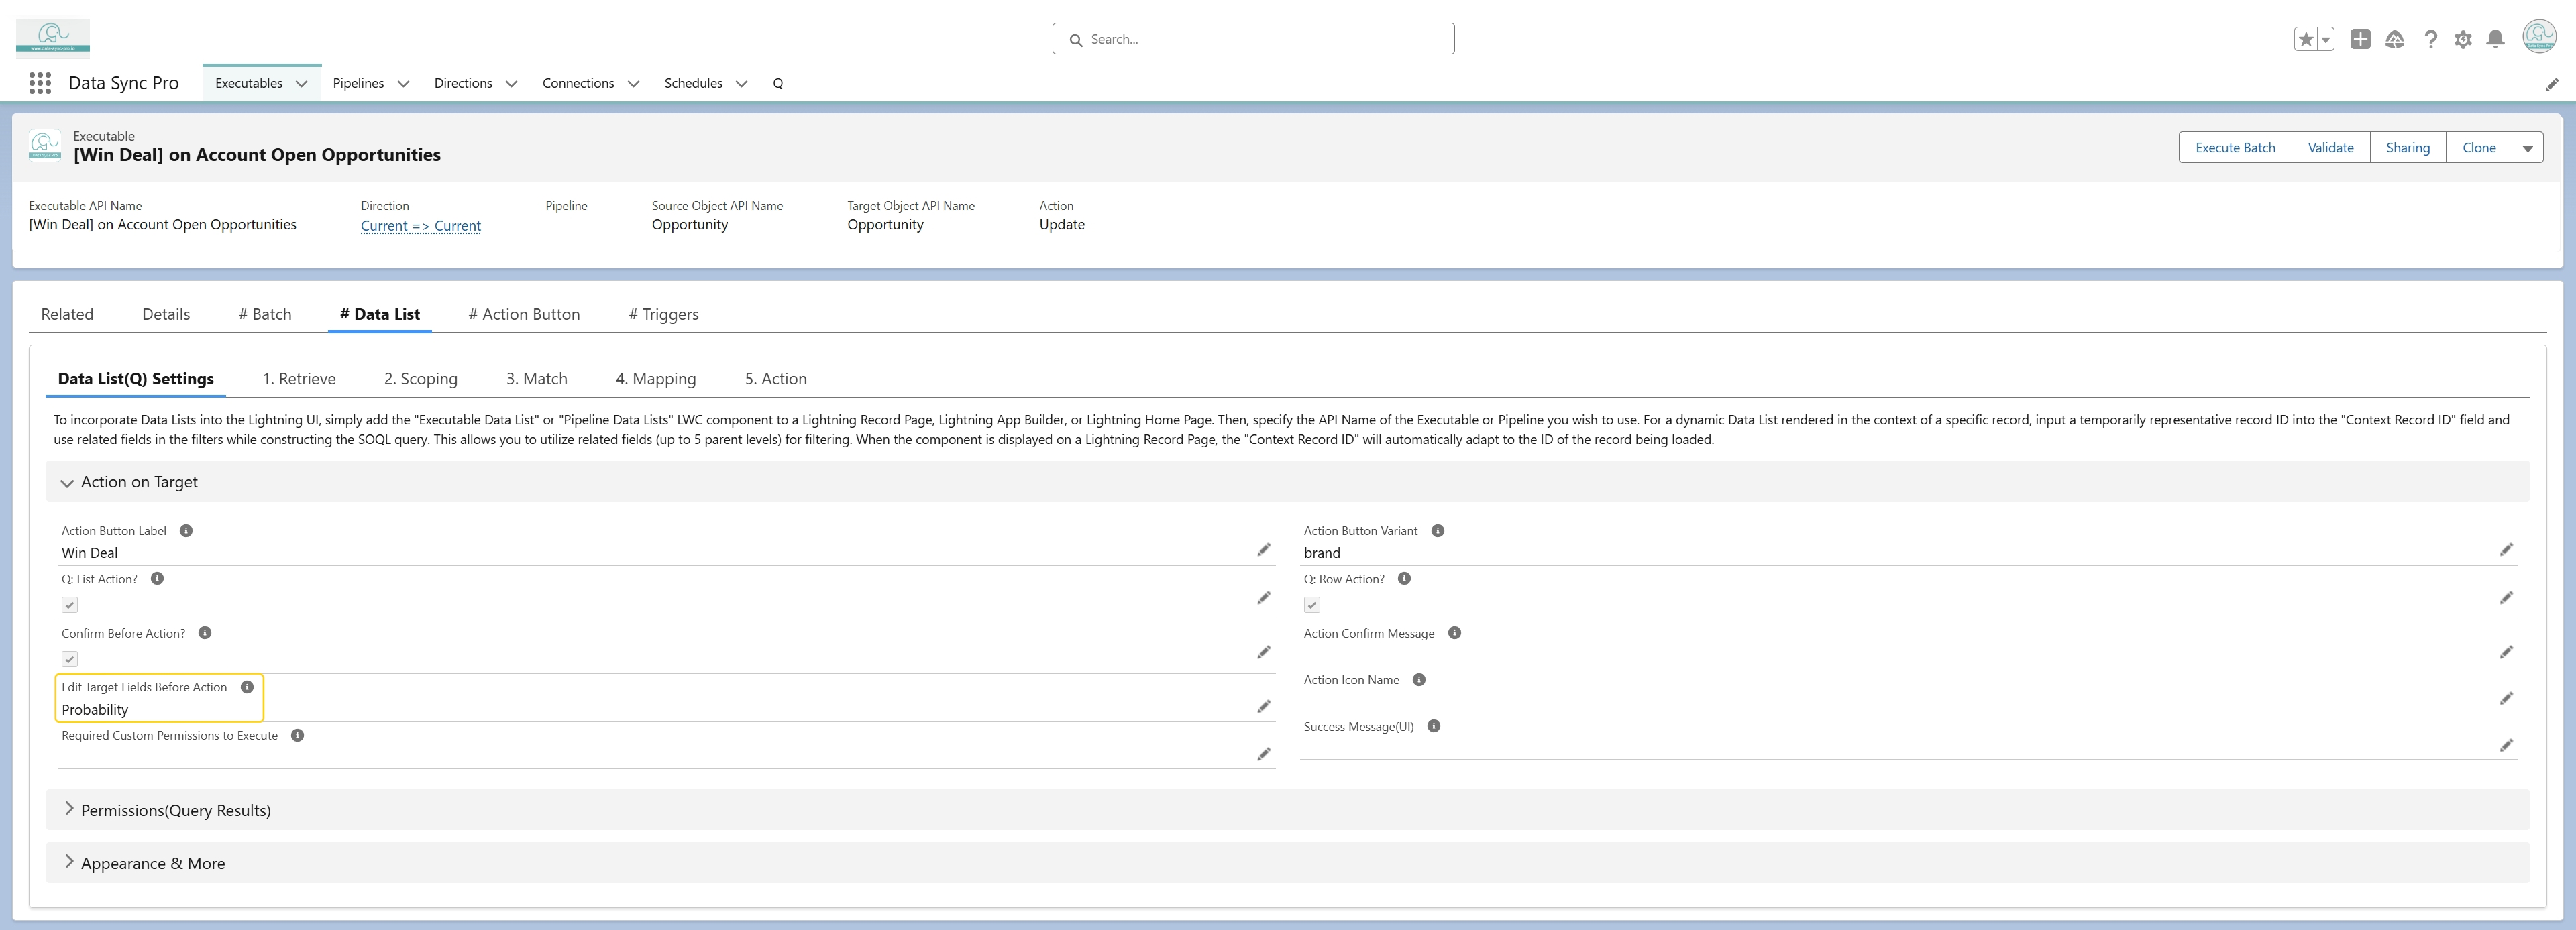 www.data-sync-pro.io
Search...
Data Sync Pro
Executables
Pipelines
Directions
Connections
Schedules
Q
Executable
[Win Deal] on Account Open Opportunities
Execute Batch
Validate
Sharing
Clone
Executable API Name
Direction
Pipeline
Source Object API Name
Target Object API Name
Action
[Win Deal] on Account Open Opportunities
Current => Current
Opportunity
Opportunity
Update
Related
Details
# Batch
# Data List
# Action Button
# Triggers
Data List(Q) Settings
1. Retrieve
2. Scoping
3. Match
4. Mapping
5. Action
To incorporate Data Lists into the Lightning UI, simply add the "Executable Data List" or "Pipeline Data Lists" LWC component to a Lightning Record Page, Lightning App Builder, or Lightning Home Page. Then, specify the API Name of the Executable or Pipeline you wish to use. For a dynamic Data List rendered in the context of a specific record, input a temporarily representative record ID into the "Context Record ID" field and
use related fields in the filters while constructing the SOQL query. This allows you to utilize related fields (up to 5 parent levels) for filtering. When the component is displayed on a Lightning Record Page, the "Context Record ID" will automatically adapt to the ID of the record being loaded.
Action on Target
Action Button Label
Win Deal
Action Button Variant
brand
Q: List Action?
Q: Row Action?
Confirm Before Action?
Action Confirm Message
Edit Target Fields Before Action
Probability
Action Icon Name
Required Custom Permissions to Execute
Success Message(UI)
Permissions(Query Results)
Appearance & More